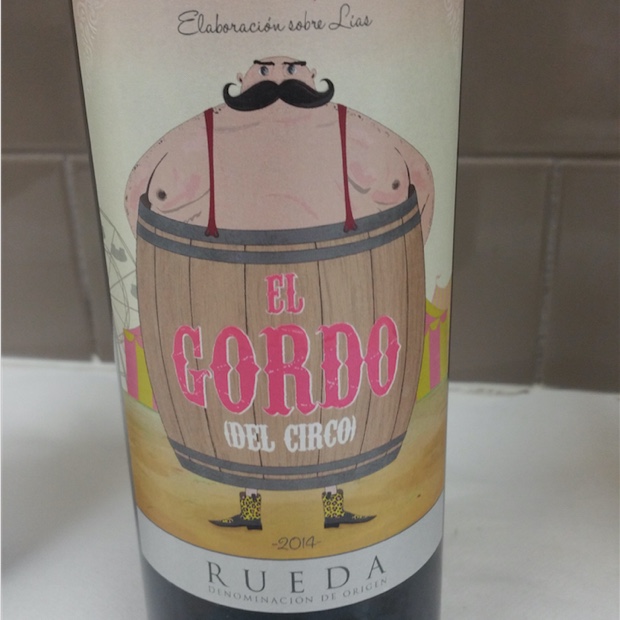 Elaboración sobre Lías
EL
GORDO
(DEL CIRCO)
-2014-
RUEDA
DENOMINACIÓN DE ORIGEN